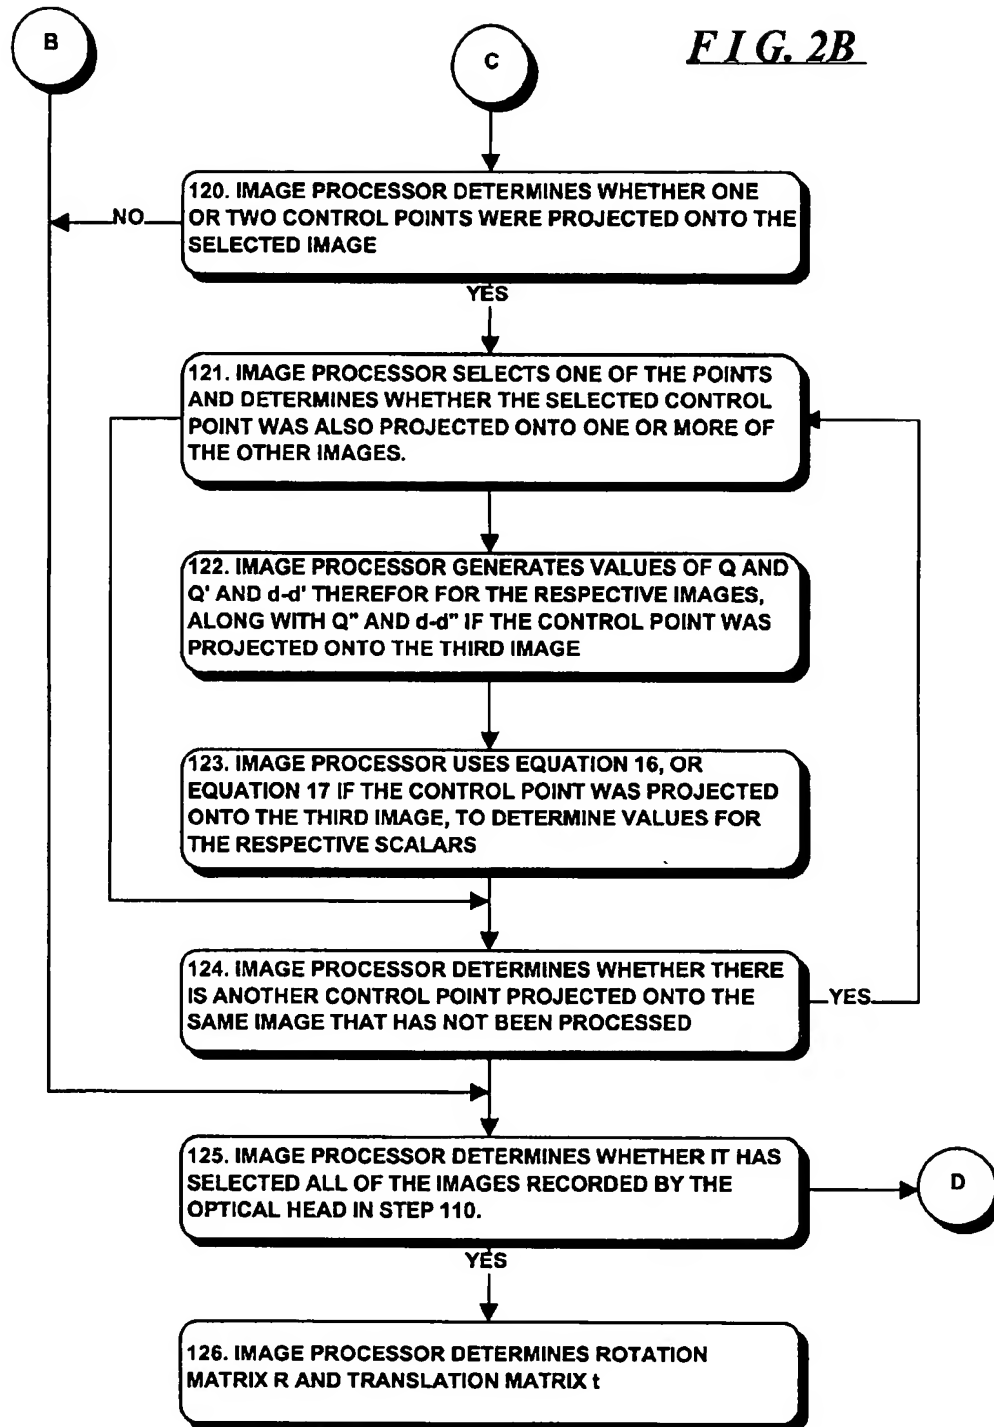 B
C
FIG. 2B
120. IMAGE PROCESSOR DETERMINES WHETHER ONE
OR TWO CONTROL POINTS WERE PROJECTED ONTO THE
SELECTED IMAGE
NO
YES
121. IMAGE PROCESSOR SELECTS ONE OF THE POINTS
AND DETERMINES WHETHER THE SELECTED CONTROL
POINT WAS ALSO PROJECTED ONTO ONE OR MORE OF
THE OTHER IMAGES.
122. IMAGE PROCESSOR GENERATES VALUES OF Q AND
Q' AND d-d' THEREFOR FOR THE RESPECTIVE IMAGES,
ALONG WITH Q" AND d-d" IF THE CONTROL POINT WAS
PROJECTED ONTO THE THIRD IMAGE
123. IMAGE PROCESSOR USES EQUATION 16, OR
EQUATION 17 IF THE CONTROL POINT WAS PROJECTED
ONTO THE THIRD IMAGE, TO DETERMINE VALUES FOR
THE RESPECTIVE SCALARS
124. IMAGE PROCESSOR DETERMINES WHETHER THERE
IS ANOTHER CONTROL POINT PROJECTED ONTO THE
SAME IMAGE THAT HAS NOT BEEN PROCESSED
YES
125. IMAGE PROCESSOR DETERMINES WHETHER IT HAS
SELECTED ALL OF THE IMAGES RECORDED BY THE
OPTICAL HEAD IN STEP 110.
D
YES
126. IMAGE PROCESSOR DETERMINES ROTATION
MATRIX R AND TRANSLATION MATRIX t